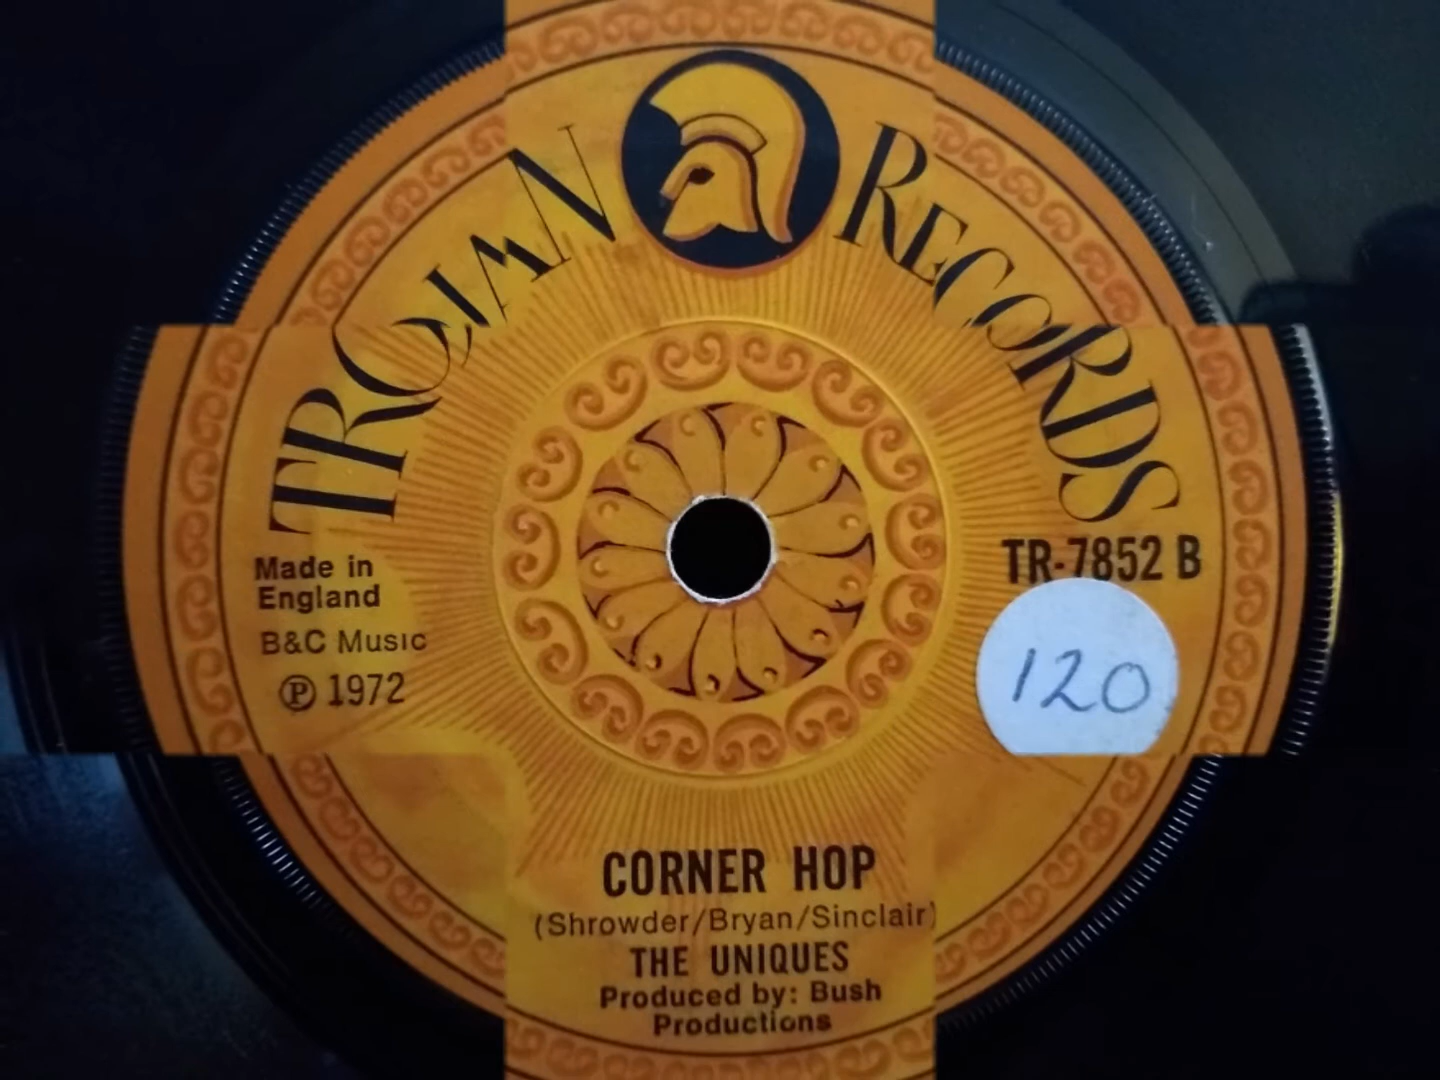 TROJAN RECORDS
TR-7852 B
Made in
England
B&C Music
℗ 1972
120
CORNER HOP
(Shrowder/Bryan/Sinclair)
THE UNIQUES
Produced by: Bush
Productions